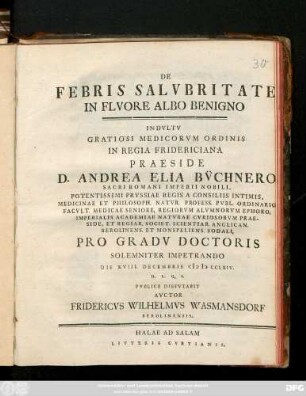 30
DE
FEBRIS SALVBRITATE
IN FLVORE ALBO BENIGNO
INDVLTV
GRATIOSI MEDICORVM ORDINIS
IN REGIA FRIDERICIANA
PRAESIDE
D. ANDREA ELIA BVCHNERO
SACRI ROMANI IMPERII NOBILI,
POTENTISSIMI PRVSSIAE REGIS A CONSILIIS INTIMIS,
MEDICINAE ET PHILOSOPH. NATVR. PROFESS. PVBL. ORDINARIO
FACVLT. MEDICAE SENIORE, REGIORVM ALVMNORVM EPHORO,
IMPERIALIS ACADEMIAE NATVRAE CVRIOSORVM PRAE-
SIDE, ET REGIAR. SOCIET. SCIENTIAR. ANGLICAN.
BEROLINENS. ET MONSPELIENS. SODALI,
PRO GRADV DOCTORIS
SOLEMNITER IMPETRANDO
DIE XVIII DECEMBRIS
PVBLICE DISPVTABIT
AVCTOR
FRIDERICVS WILHELMVS WASMANSDORF
BEROLINENSIS.
HALAE AD SALAM
LITTERIS CVRTIANIS.